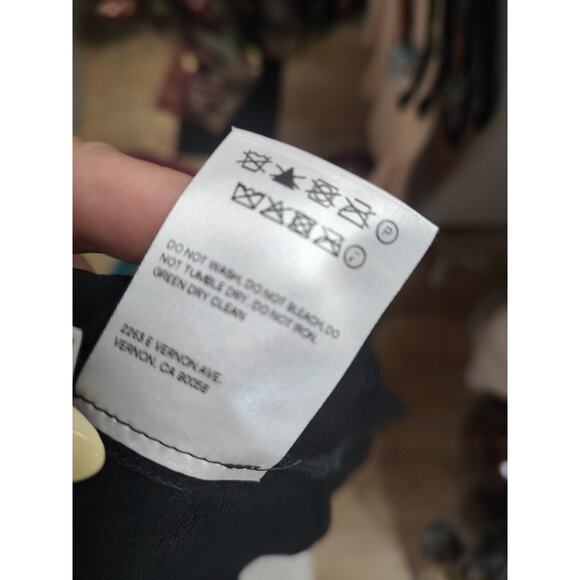 P
DO NOT WASH, DO NOT BLEACH, DO
NOT TUMBLE DRY, DO NOT IRON,
GREEN DRY CLEAN
2263 E VERNON AVE,
VERNON, CA 90058